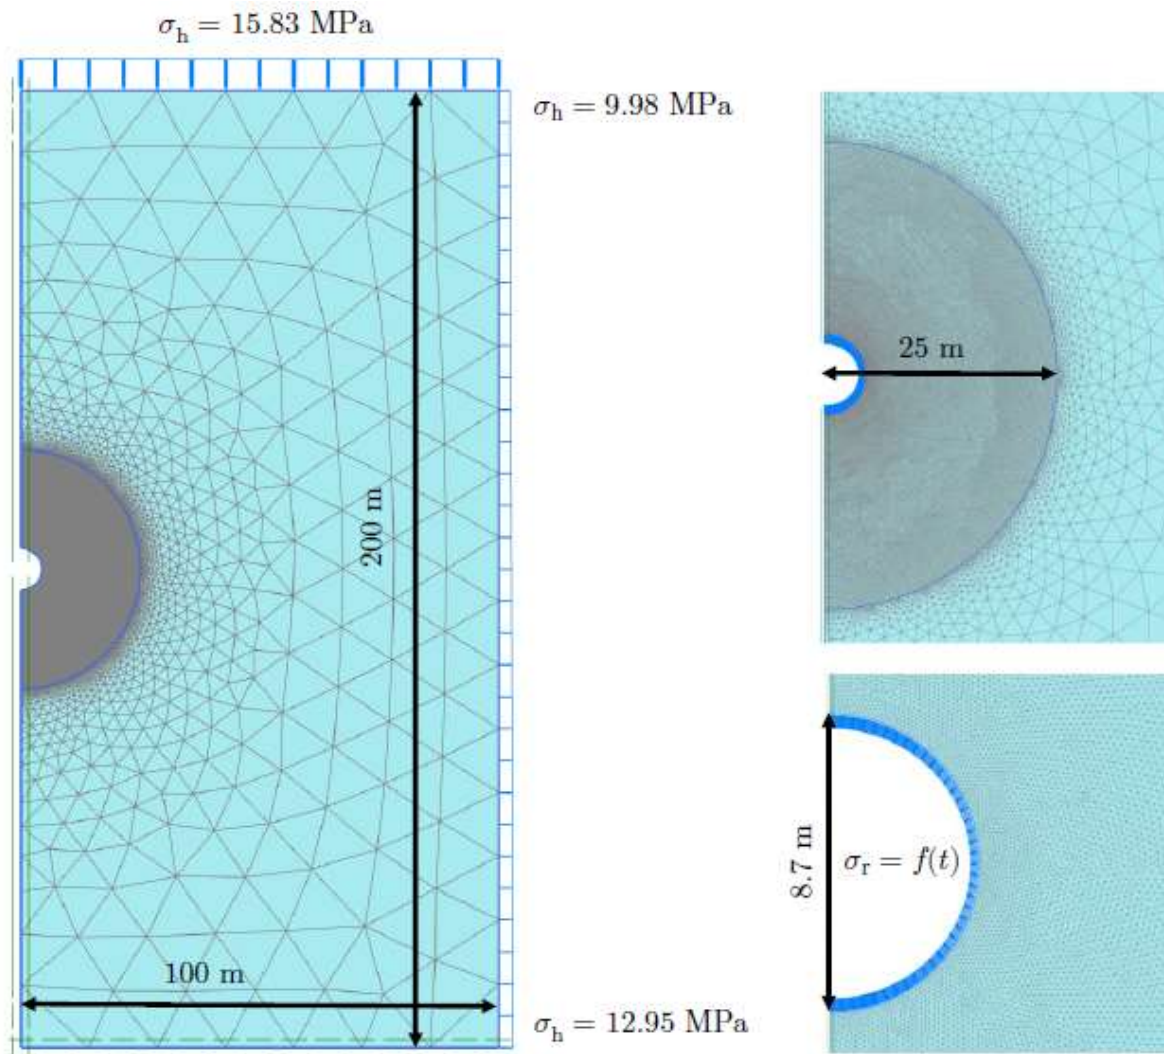 σh = 15.83 MPa
σh = 9.98 MPa
200 m
100 m
σh = 12.95 MPa
25 m
8.7 m
σr = f(t)